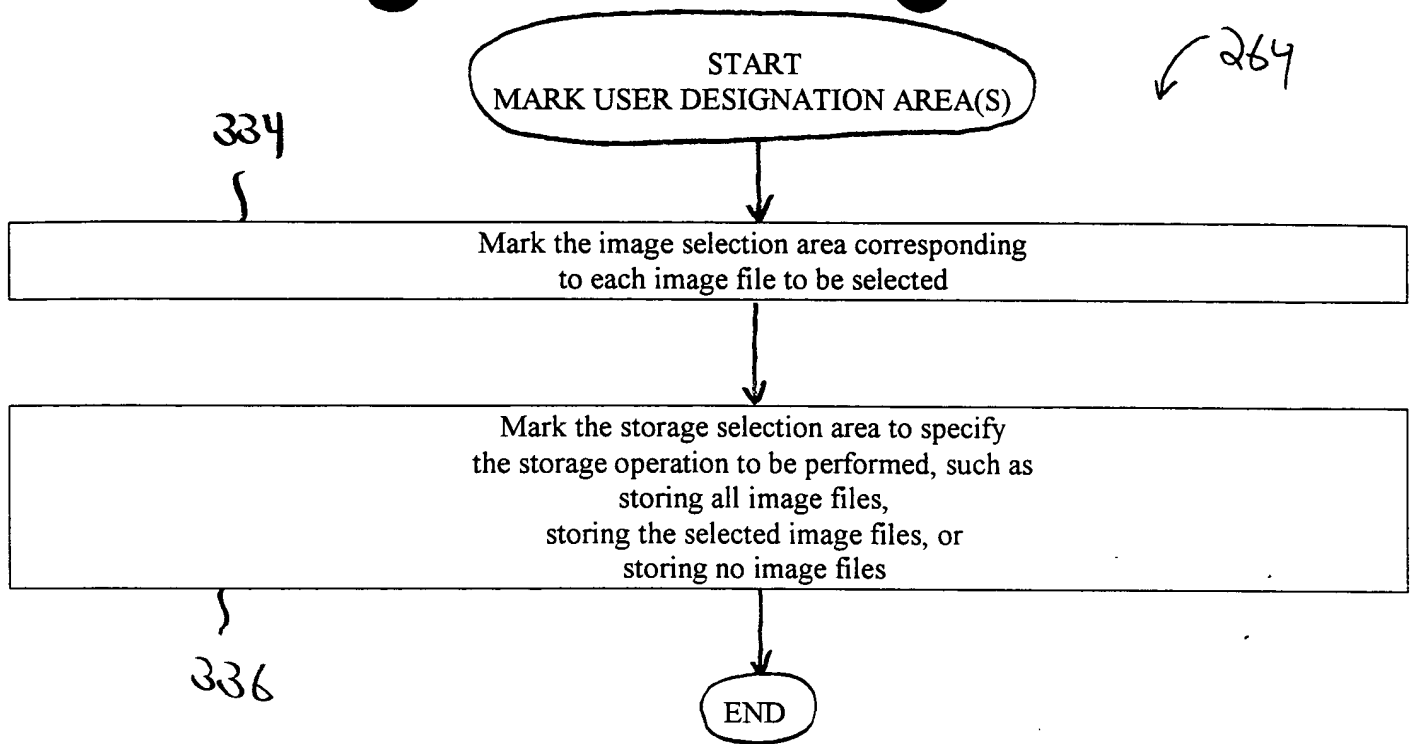 START
MARK USER DESIGNATION AREA(S)
264
334
Mark the image selection area corresponding
to each image file to be selected
Mark the storage selection area to specify
the storage operation to be performed, such as
storing all image files,
storing the selected image files, or
storing no image files
336
END